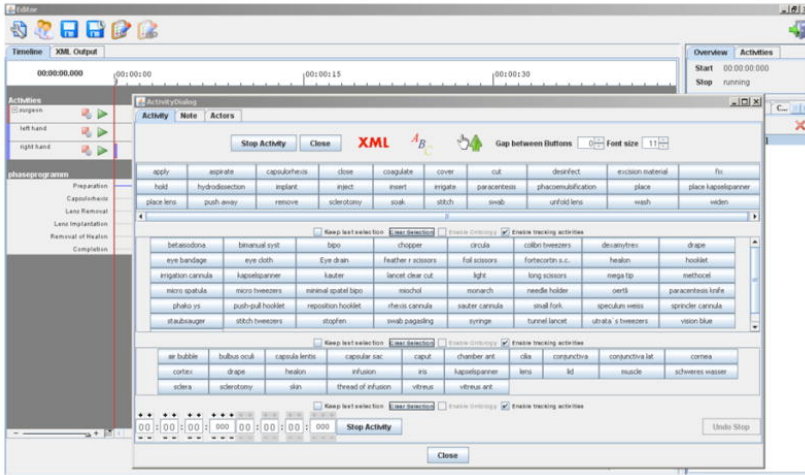 Editor
Timeline XML Output
Overview Activities
Start 00:00:00:000
Stop running
00:00:00.000 00:00:00 00:00:15 00:00:30
Activities
surgeon
left hand
right hand
phaseprogramm
Preparation
Capsulorhexis
Lens Removal
Lens Implantation
Removal of Healon
Completion
ActivityDialog
Activity Note Actors
Stop Activity Close XML ABC Gap between Buttons 0 Font size 11
apply aspirate capsulorhexis close coagulate cover cut desinfect excision material fix
hold hydrodissection implant inject insert irrigate paracentesis phacoemulsification place place kapselspanner
place lens push away remove sclerotomy soak stitch swab unfold lens wash widen
Keep last selection Clear Selection Enable Ontology Enable tracking activities
betaisodona bimanual syst bipo chopper circula colibri tweezers dexamytrex drape
eye bandage eye cloth Eye drain feather r scissors foil scissors fortecortin s.c. healon hooklet
irrigation cannula kapselspanner kauter lancet clear cut light long scissors mega tip methocel
micro spatula micro tweezers minimal spatel bipo miochol monarch needle holder oertli paracentesis knife
phako ys push-pull hooklet reposition hooklet rhexis cannula sauter cannula small fork speculum weiss sprincler cannula
staubsauger stitch tweezers stopfen swab pagasling syringe tunnel lancet utrata`s tweezers vision blue
Keep last selection Clear Selection Enable Ontology Enable tracking activities
air bubble bulbus oculi capsula lentis capsular sac caput chamber ant. cilia conjunctiva conjunctiva lat cornea
cortex drape healon infusion iris kapselspanner lens lid muscle schweres wasser
sclera sclerotomy skin thread of infusion vitreus vitreus ant
Keep last selection Clear Selection Enable Ontology Enable tracking activities
00 : 00 : 00 : 000 00 : 00 : 00 : 000 Stop Activity Undo Stop
Close